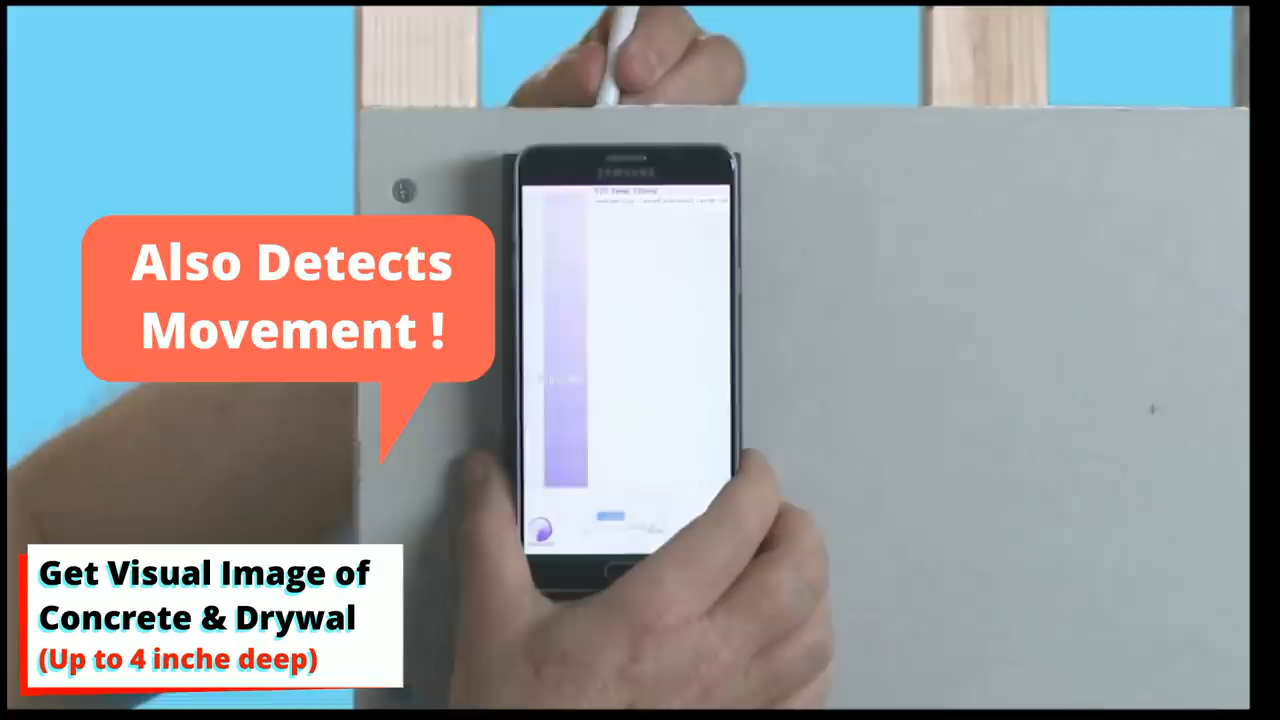 SAMSUNG
Also Detects
Movement !
Get Visual Image of
Concrete & Drywal
(Up to 4 inche deep)